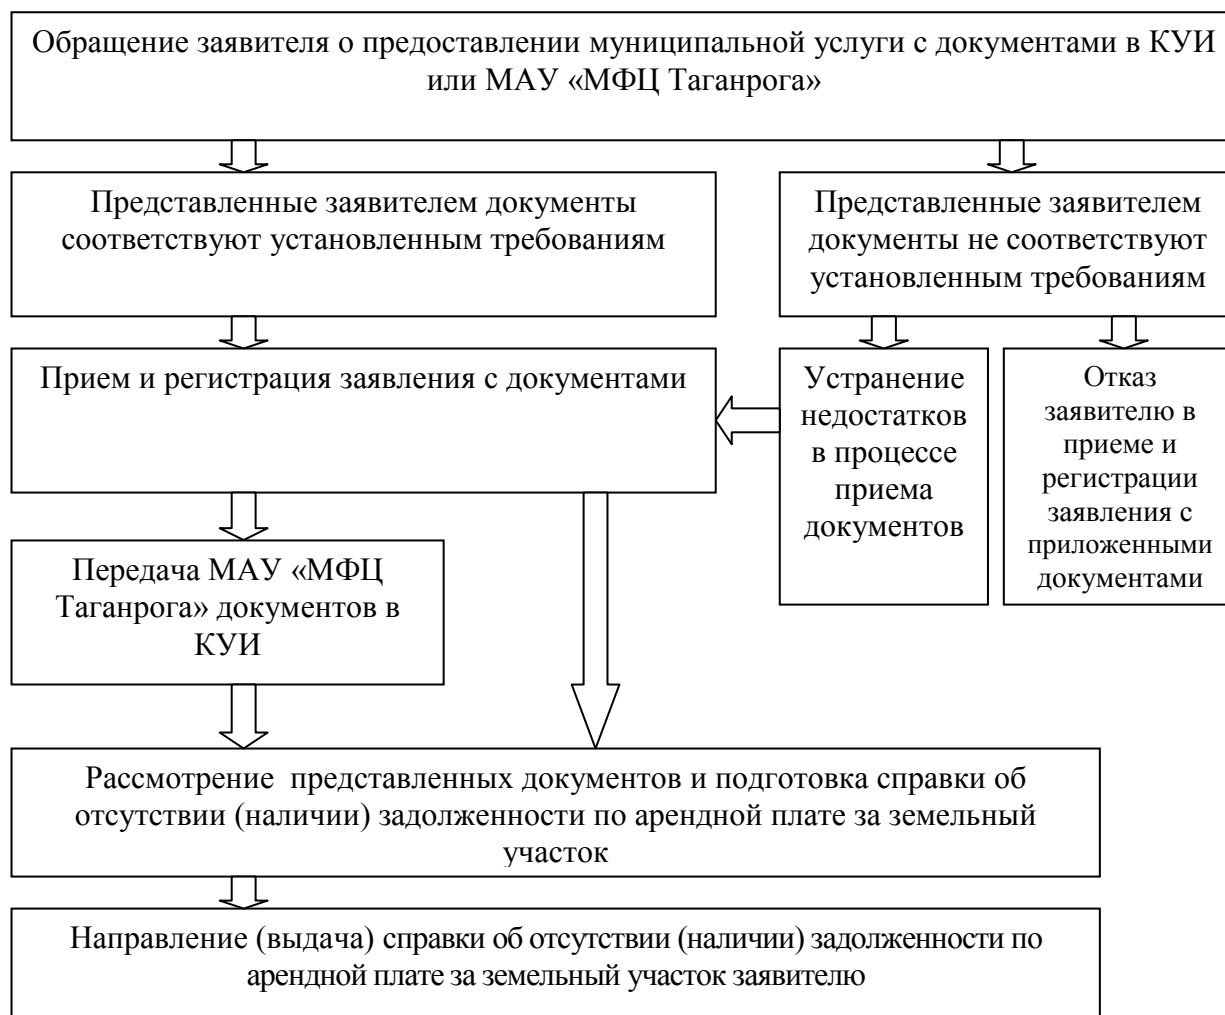 Обращение заявителя о предоставлении муниципальной услуги с документами в КУИ
или МАУ «МФЦ Таганрога»
Представленные заявителем документы
соответствуют установленным требованиям
Представленные заявителем
документы не соответствуют
установленным требованиям
Прием и регистрация заявления с документами
Устранение
недостатков
в процессе
приема
документов
Отказ
заявителю в
приеме и
регистрации
заявления с
приложенными
документами
Передача МАУ «МФЦ
Таганрога» документов в
КУИ
Рассмотрение представленных документов и подготовка справки об
отсутствии (наличии) задолженности по арендной плате за земельный
участок
Направление (выдача) справки об отсутствии (наличии) задолженности по
арендной плате за земельный участок заявителю